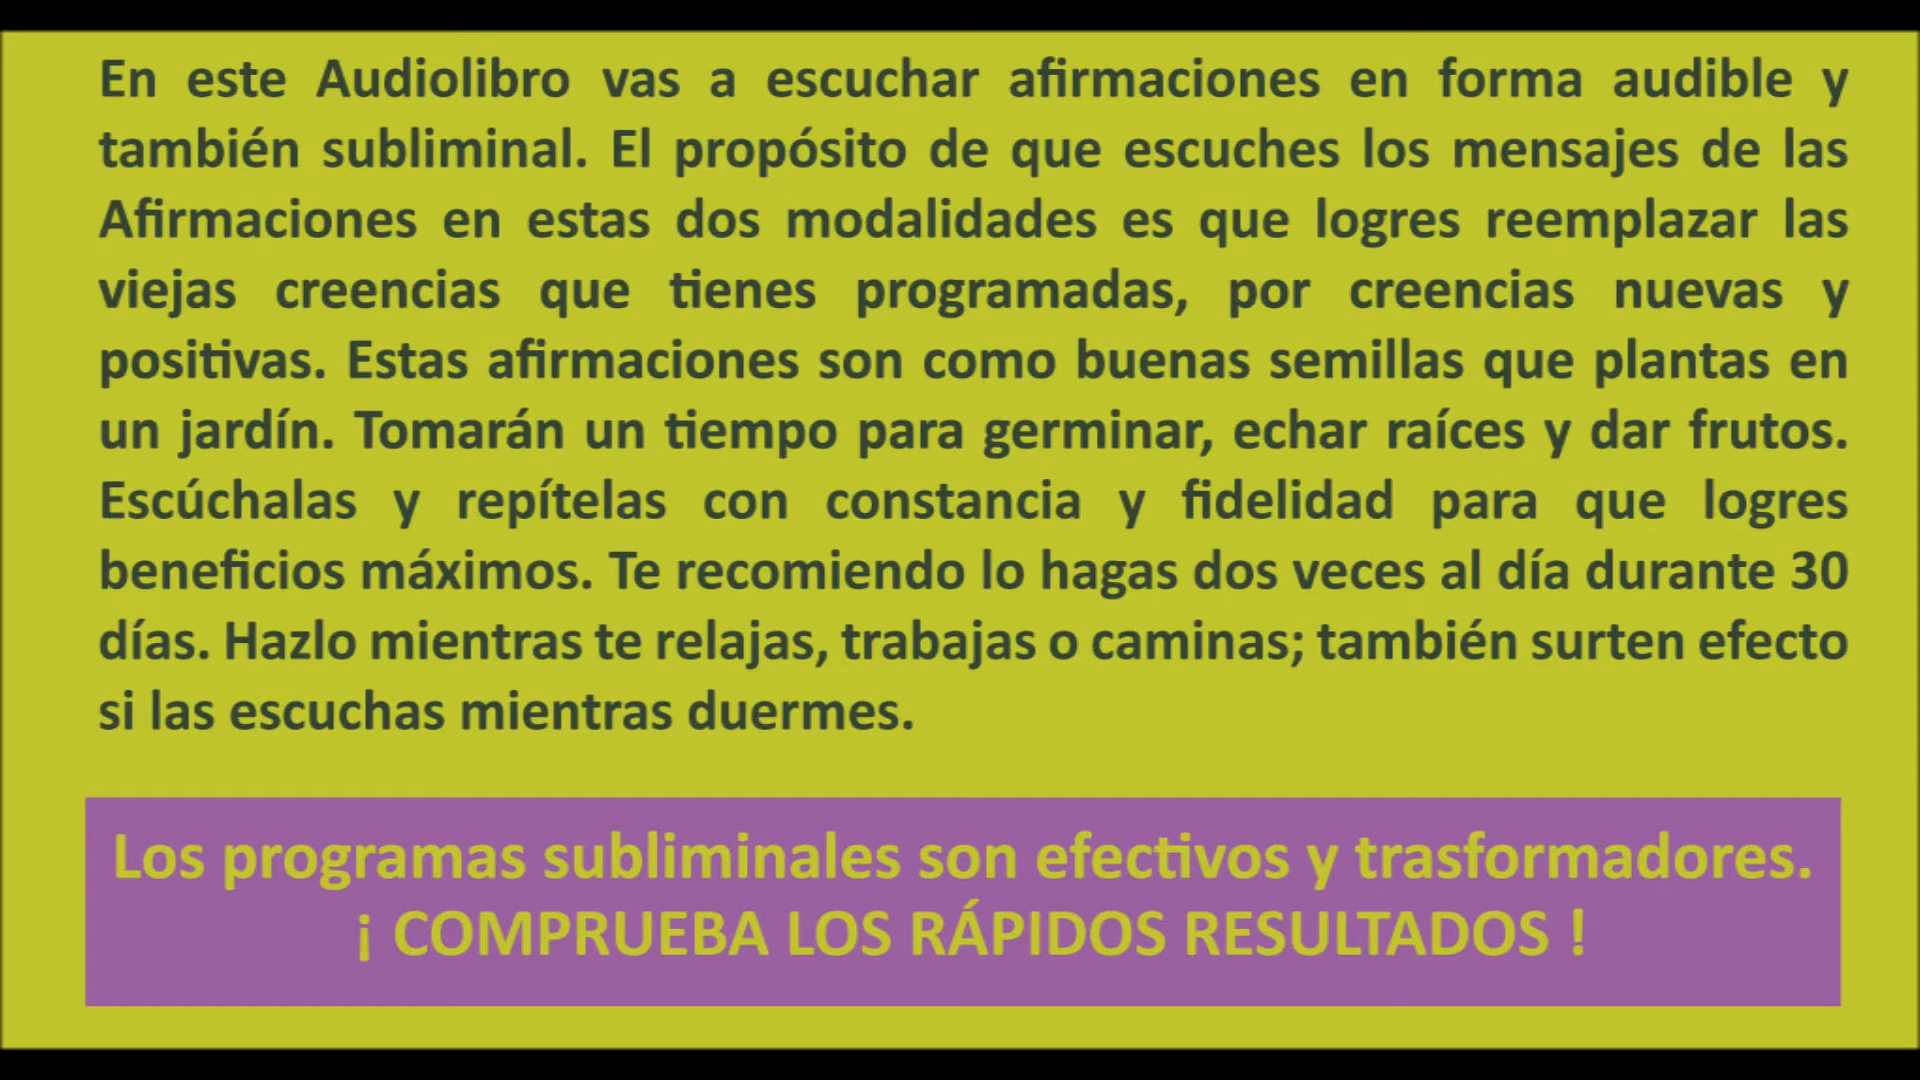 En este Audiolibro vas a escuchar afirmaciones en forma audible y
también subliminal. El propósito de que escuches los mensajes de las
Afirmaciones en estas dos modalidades es que logres reemplazar las
viejas creencias que tienes programadas, por creencias nuevas y
positivas. Estas afirmaciones son como buenas semillas que plantas en
un jardín. Tomarán un tiempo para germinar, echar raíces y dar frutos.
Escúchalas y repítelas con constancia y fidelidad para que logres
beneficios máximos. Te recomiendo lo hagas dos veces al día durante 30
días. Hazlo mientras te relajas, trabajas o caminas; también surten efecto
si las escuchas mientras duermes.
Los programas subliminales son efectivos y trasformadores.
¡ COMPRUEBA LOS RÁPIDOS RESULTADOS !